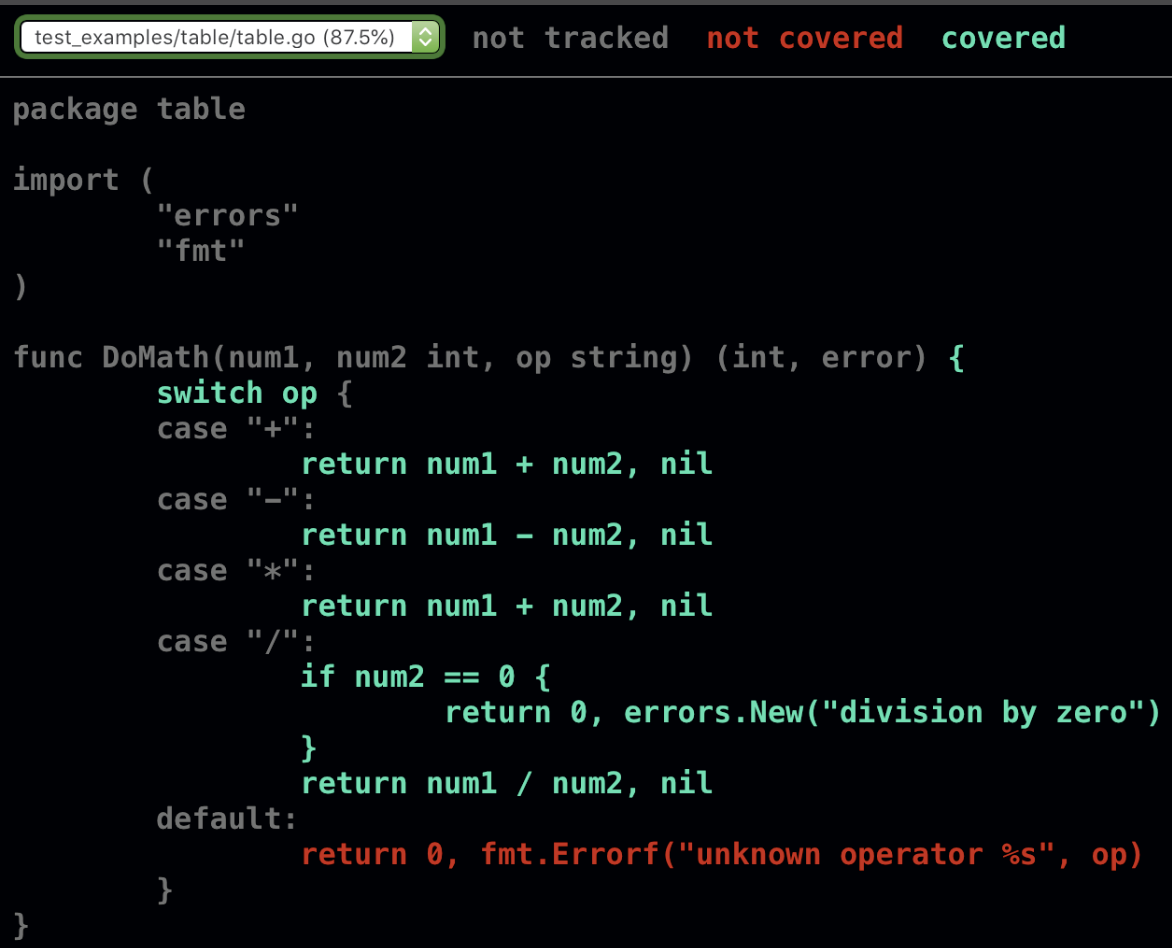 test_examples/table/table.go (87.5%) not tracked not covered covered
package table
import (
"errors"
"fmt"
)
func DoMath(num1, num2 int, op string) (int, error) {
switch op {
case "+":
return num1 + num2, nil
case "-":
return num1 - num2, nil
case "*":
return num1 + num2, nil
case "/":
if num2 == 0 {
return 0, errors.New("division by zero")
}
return num1 / num2, nil
default:
return 0, fmt.Errorf("unknown operator %s", op)
}
}